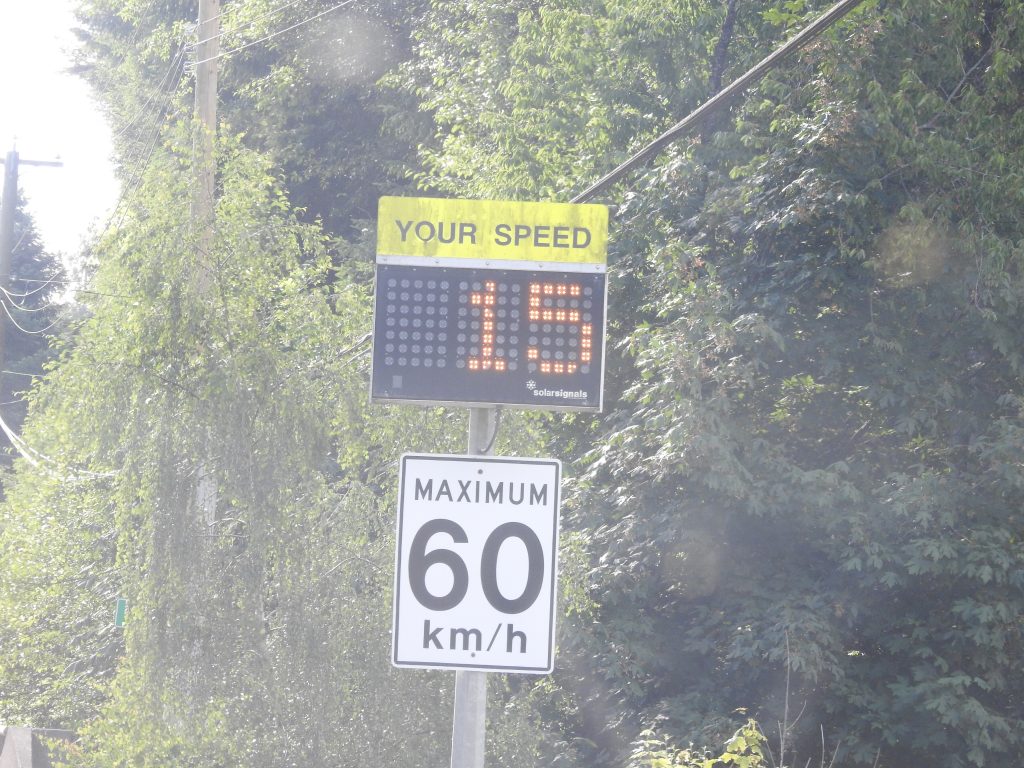 YOUR SPEED
15
solarsignals
MAXIMUM
60
km/h